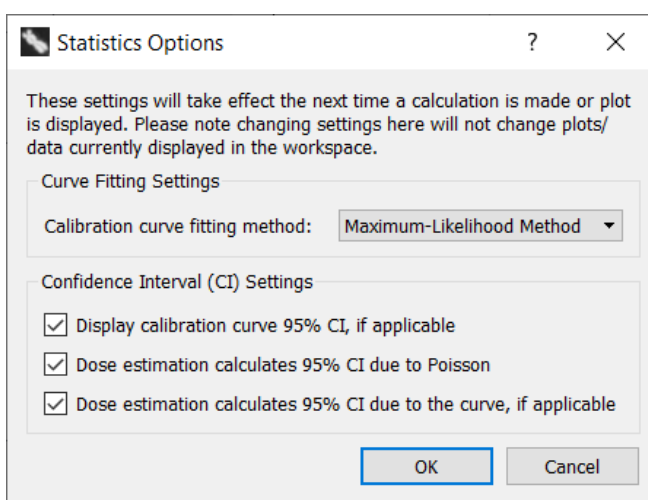 Statistics Options
?
These settings will take effect the next time a calculation is made or plot
is displayed. Please note changing settings here will not change plots/
data currently displayed in the workspace.
Curve Fitting Settings
Calibration curve fitting method: Maximum-Likelihood Method
Confidence Interval (CI) Settings
Display calibration curve 95% CI, if applicable
Dose estimation calculates 95% CI due to Poisson
Dose estimation calculates 95% CI due to the curve, if applicable
OK Cancel